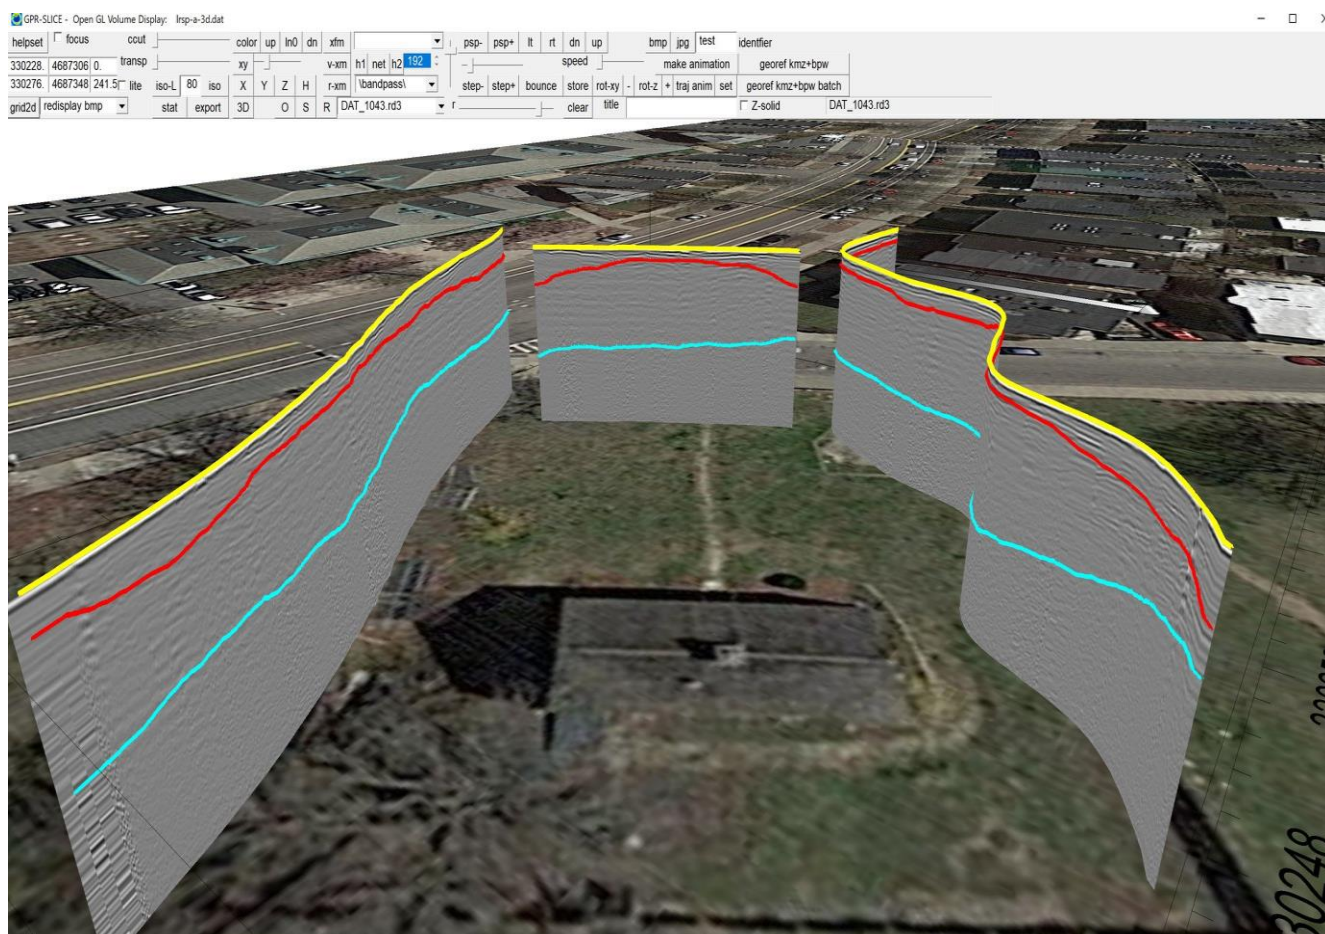 GPR-SLICE - Open GL Volume Display: lrsp-a-3d.dat
helpset focus ccut color up ln0 dn xfm psp- psp+ lt rt dn up bmp jpg test identfier
330228. 4687306 0. transp xy v-xm h1 net h2 192 speed make animation georef kmz+bpw
330276. 4687348 241.5 lite iso-L 80 iso X Y Z H r-xm \bandpass\ step- step+ bounce store rot-xy - rot-z + traj anim set georef kmz+bpw batch
grid2d redisplay bmp stat export 3D O S R DAT_1043.rd3 r clear title Z-solid DAT_1043.rd3
30248